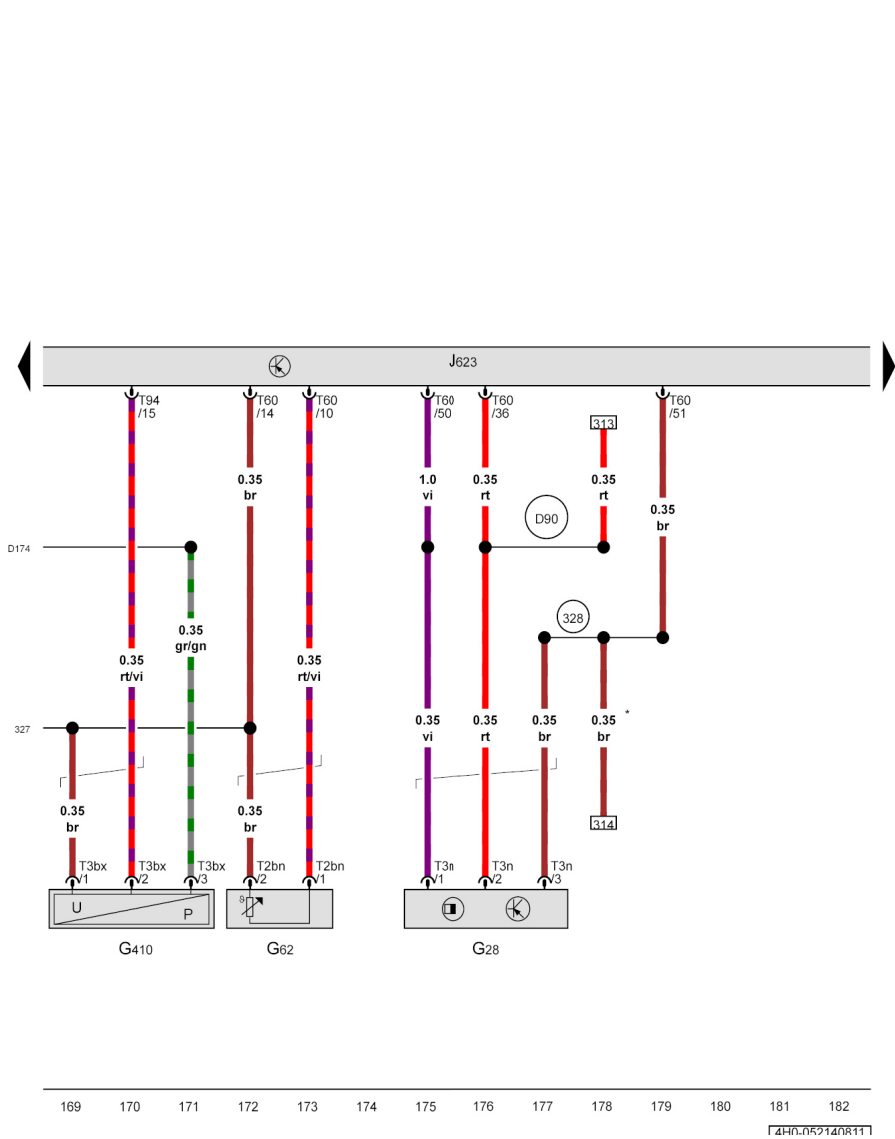 J623
T94
/15
T60
/14
T60
/10
T60
/50
T60
/36
T60
/51
313
0.35
br
1.0
vi
0.35
rt
0.35
rt
0.35
br
D90
D174
328
0.35
gr/gn
0.35
rt/vi
0.35
rt/vi
327
0.35
vi
0.35
rt
0.35
br
0.35
br
*
0.35
br
0.35
br
314
T3bx
/1
T3bx
/2
T3bx
/3
T2bn
/2
T2bn
/1
T3n
/1
T3n
/2
T3n
/3
U
P
ϑ
G410
G62
G28
169 170 171 172 173 174 175 176 177 178 179 180 181 182
4H0-052140811